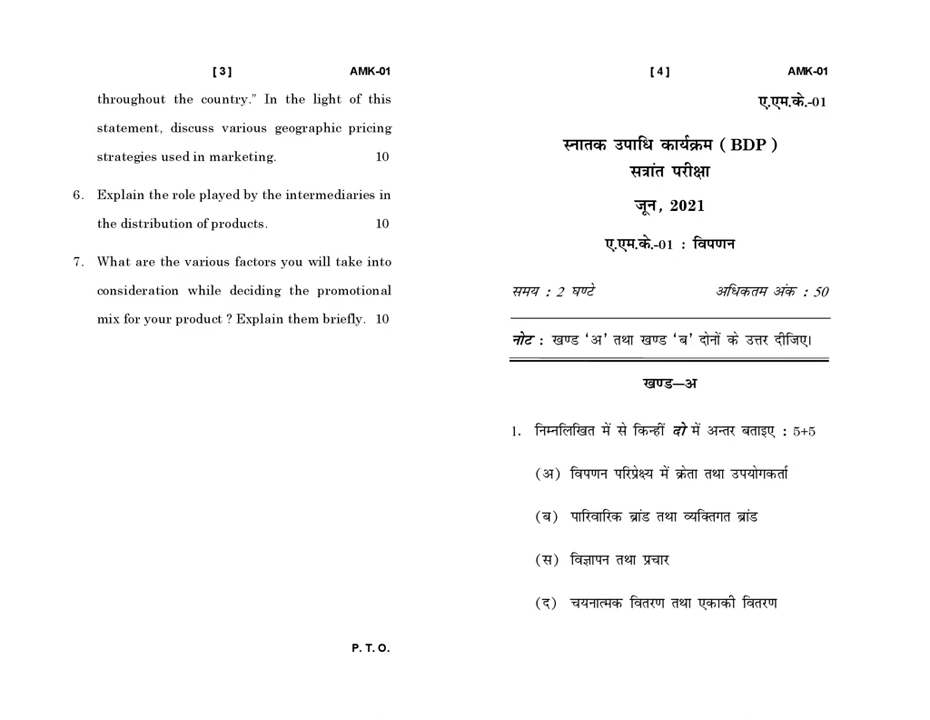 [ 3 ] AMK-01
throughout the country." In the light of this
statement, discuss various geographic pricing
strategies used in marketing. 10
6. Explain the role played by the intermediaries in
the distribution of products. 10
7. What are the various factors you will take into
consideration while deciding the promotional
mix for your product ? Explain them briefly. 10
P. T. O.
[ 4 ] AMK-01
ए.एम.के.-01
स्नातक उपाधि कार्यक्रम ( BDP )
सत्रांत परीक्षा
जून, 2021
ए.एम.के.-01 : विपणन
समय : 2 घण्टे अधिकतम अंक : 50
नोट : खण्ड ‘अ’ तथा खण्ड ‘ब’ दोनों के उत्तर दीजिए।
खण्ड—अ
1. निम्नलिखित में से किन्हीं दो में अन्तर बताइए : 5+5
(अ) विपणन परिप्रेक्ष्य में क्रेता तथा उपयोगकर्ता
(ब) पारिवारिक ब्रांड तथा व्यक्तिगत ब्रांड
(स) विज्ञापन तथा प्रचार
(द) चयनात्मक वितरण तथा एकाकी वितरण